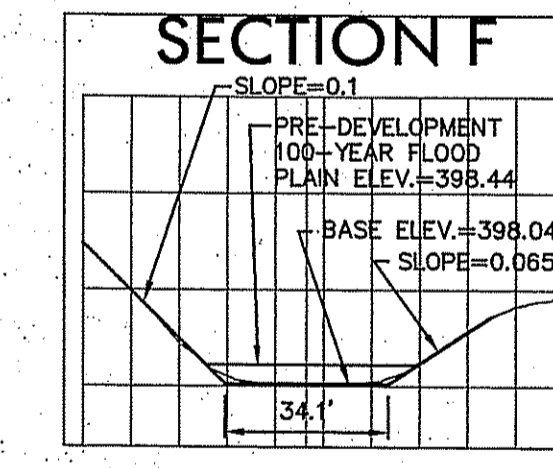 SECTION F
SLOPE=0.1
PRE-DEVELOPMENT
100-YEAR FLOOD
PLAIN ELEV.=398.44
BASE ELEV.=398.04
SLOPE=0.065
34.1'